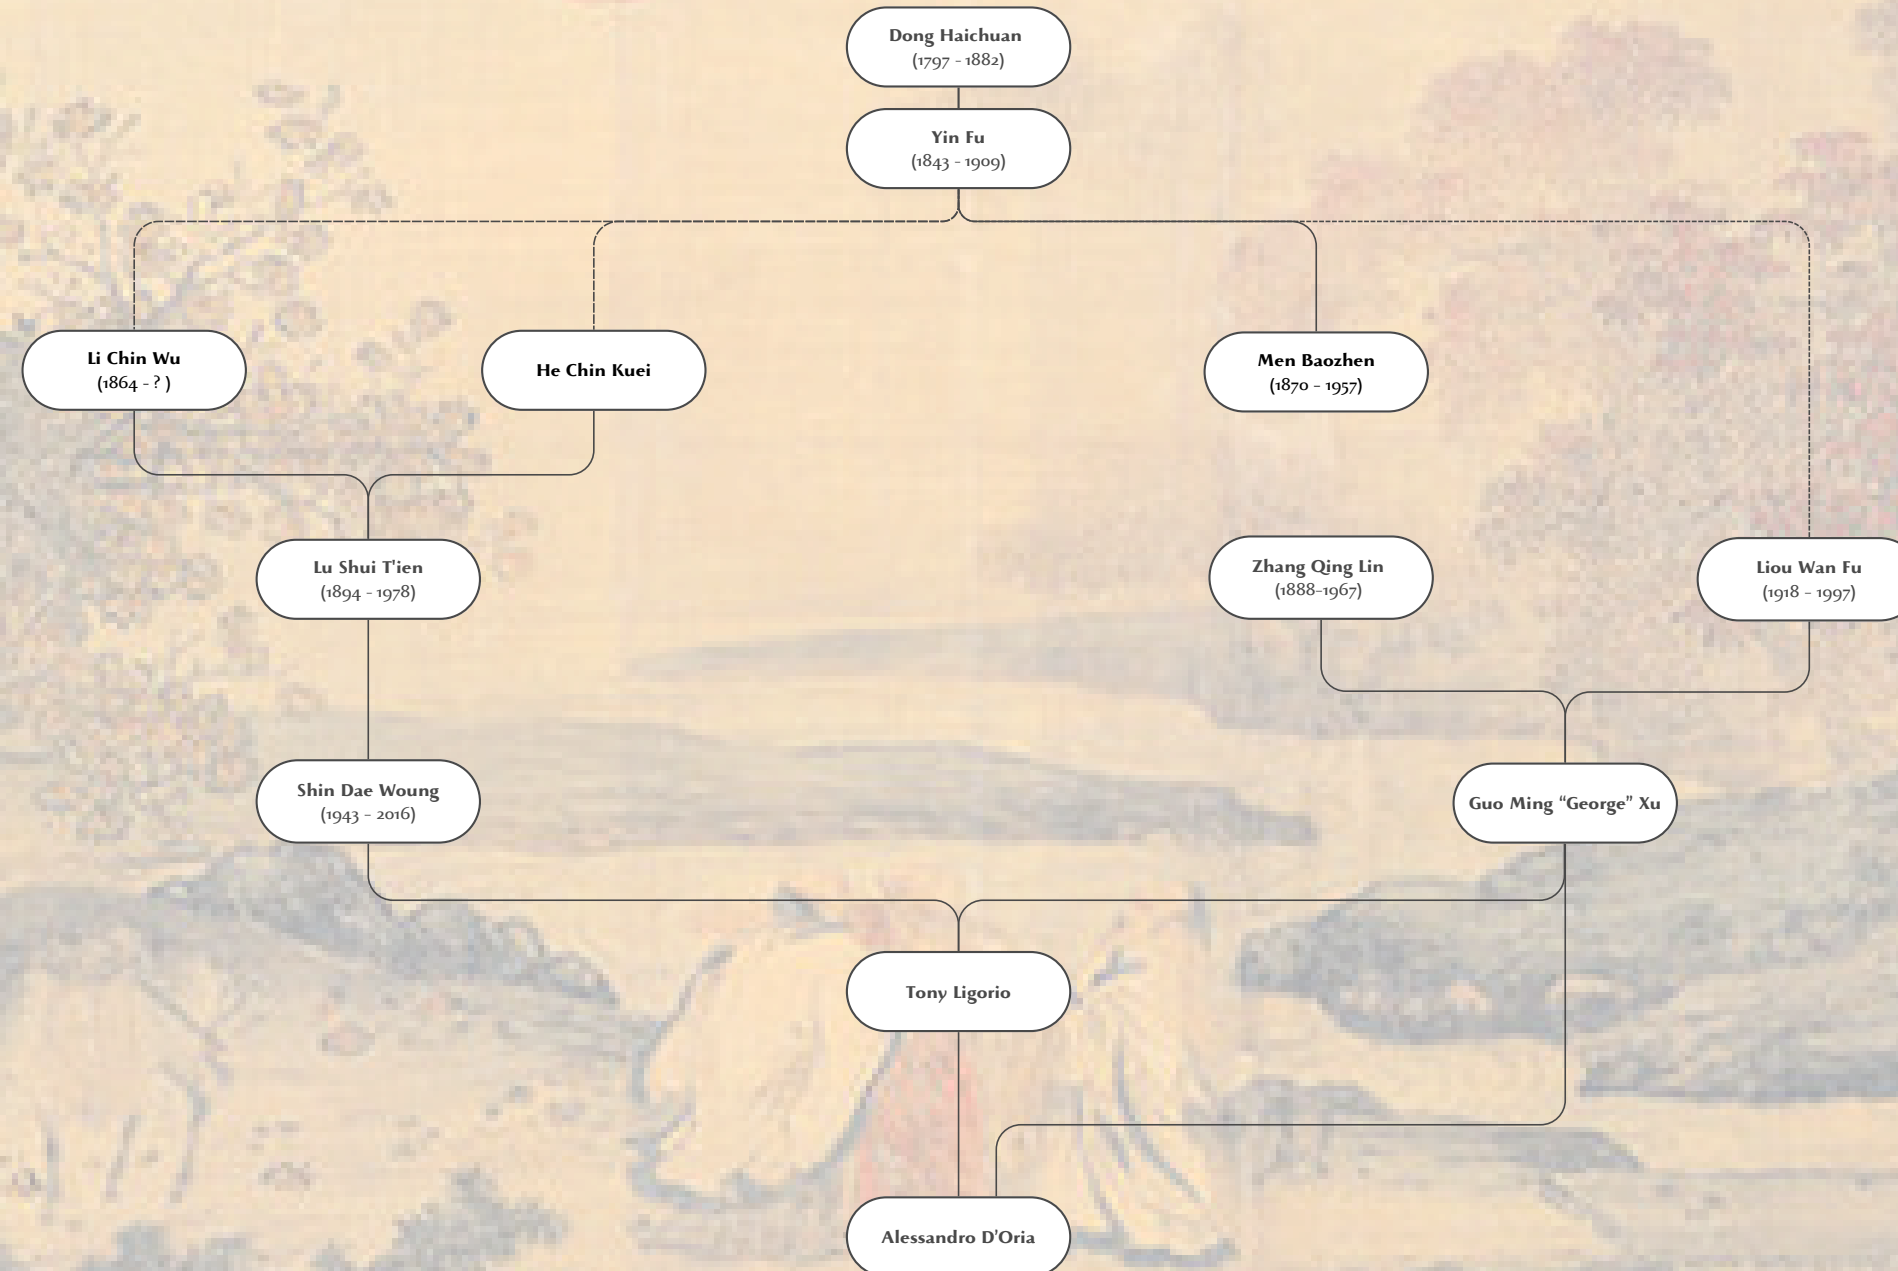 Dong Haichuan
(1797 - 1882)
Yin Fu
(1843 - 1909)
Li Chin Wu
(1864 - ? )
He Chin Kuei
Men Baozhen
(1870 - 1957)
Lu Shui T'ien
(1894 - 1978)
Zhang Qing Lin
(1888-1967)
Liou Wan Fu
(1918 - 1997)
Shin Dae Woung
(1943 - 2016)
Guo Ming “George” Xu
Tony Ligorio
Alessandro D'Oria